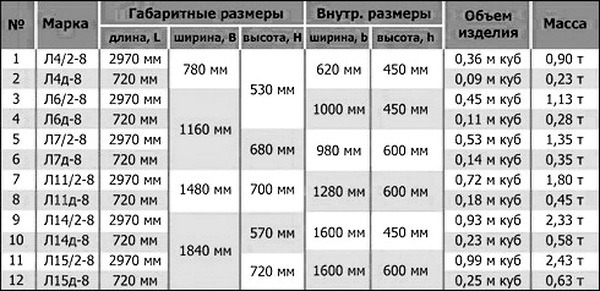 № Марка Габаритные размеры Внутр. размеры Объем изделия Масса
длина, L ширина, B высота, H ширина, b высота, h
1 Л4/2-8 2970 мм 780 мм 530 мм 620 мм 450 мм 0,36 м куб 0,90 т
2 Л4д-8 720 мм 0,09 м куб 0,23 т
3 Л6/2-8 2970 мм 1160 мм 1000 мм 450 мм 0,45 м куб 1,13 т
4 Л6д-8 720 мм 0,11 м куб 0,28 т
5 Л7/2-8 2970 мм 680 мм 980 мм 600 мм 0,53 м куб 1,35 т
6 Л7д-8 720 мм 0,14 м куб 0,35 т
7 Л11/2-8 2970 мм 1480 мм 700 мм 1280 мм 600 мм 0,72 м куб 1,80 т
8 Л11д-8 720 мм 0,18 м куб 0,45 т
9 Л14/2-8 2970 мм 1840 мм 570 мм 1600 мм 450 мм 0,93 м куб 2,33 т
10 Л14д-8 720 мм 0,23 м куб 0,58 т
11 Л15/2-8 2970 мм 720 мм 1600 мм 600 мм 0,99 м куб 2,43 т
12 Л15д-8 720 мм 0,25 м куб 0,63 т